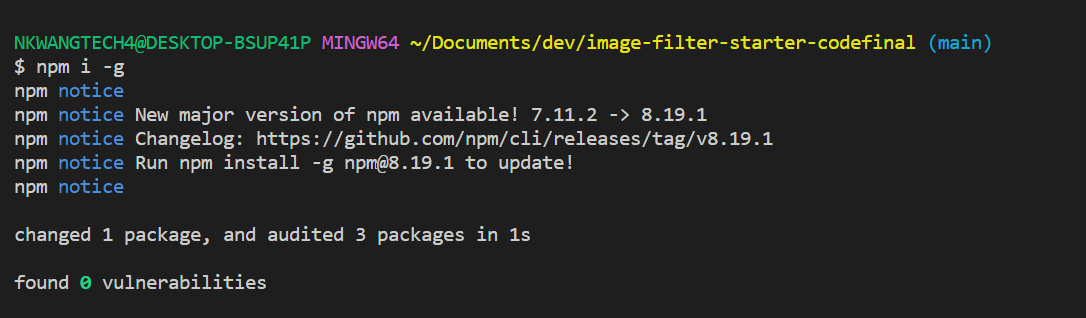 NKWANGTECH4@DESKTOP-BSUP41P MINGW64 ~/Documents/dev/image-filter-starter-codefinal (main)
$ npm i -g
npm notice
npm notice New major version of npm available! 7.11.2 -> 8.19.1
npm notice Changelog: https://github.com/npm/cli/releases/tag/v8.19.1
npm notice Run npm install -g npm@8.19.1 to update!
npm notice
changed 1 package, and audited 3 packages in 1s
found 0 vulnerabilities